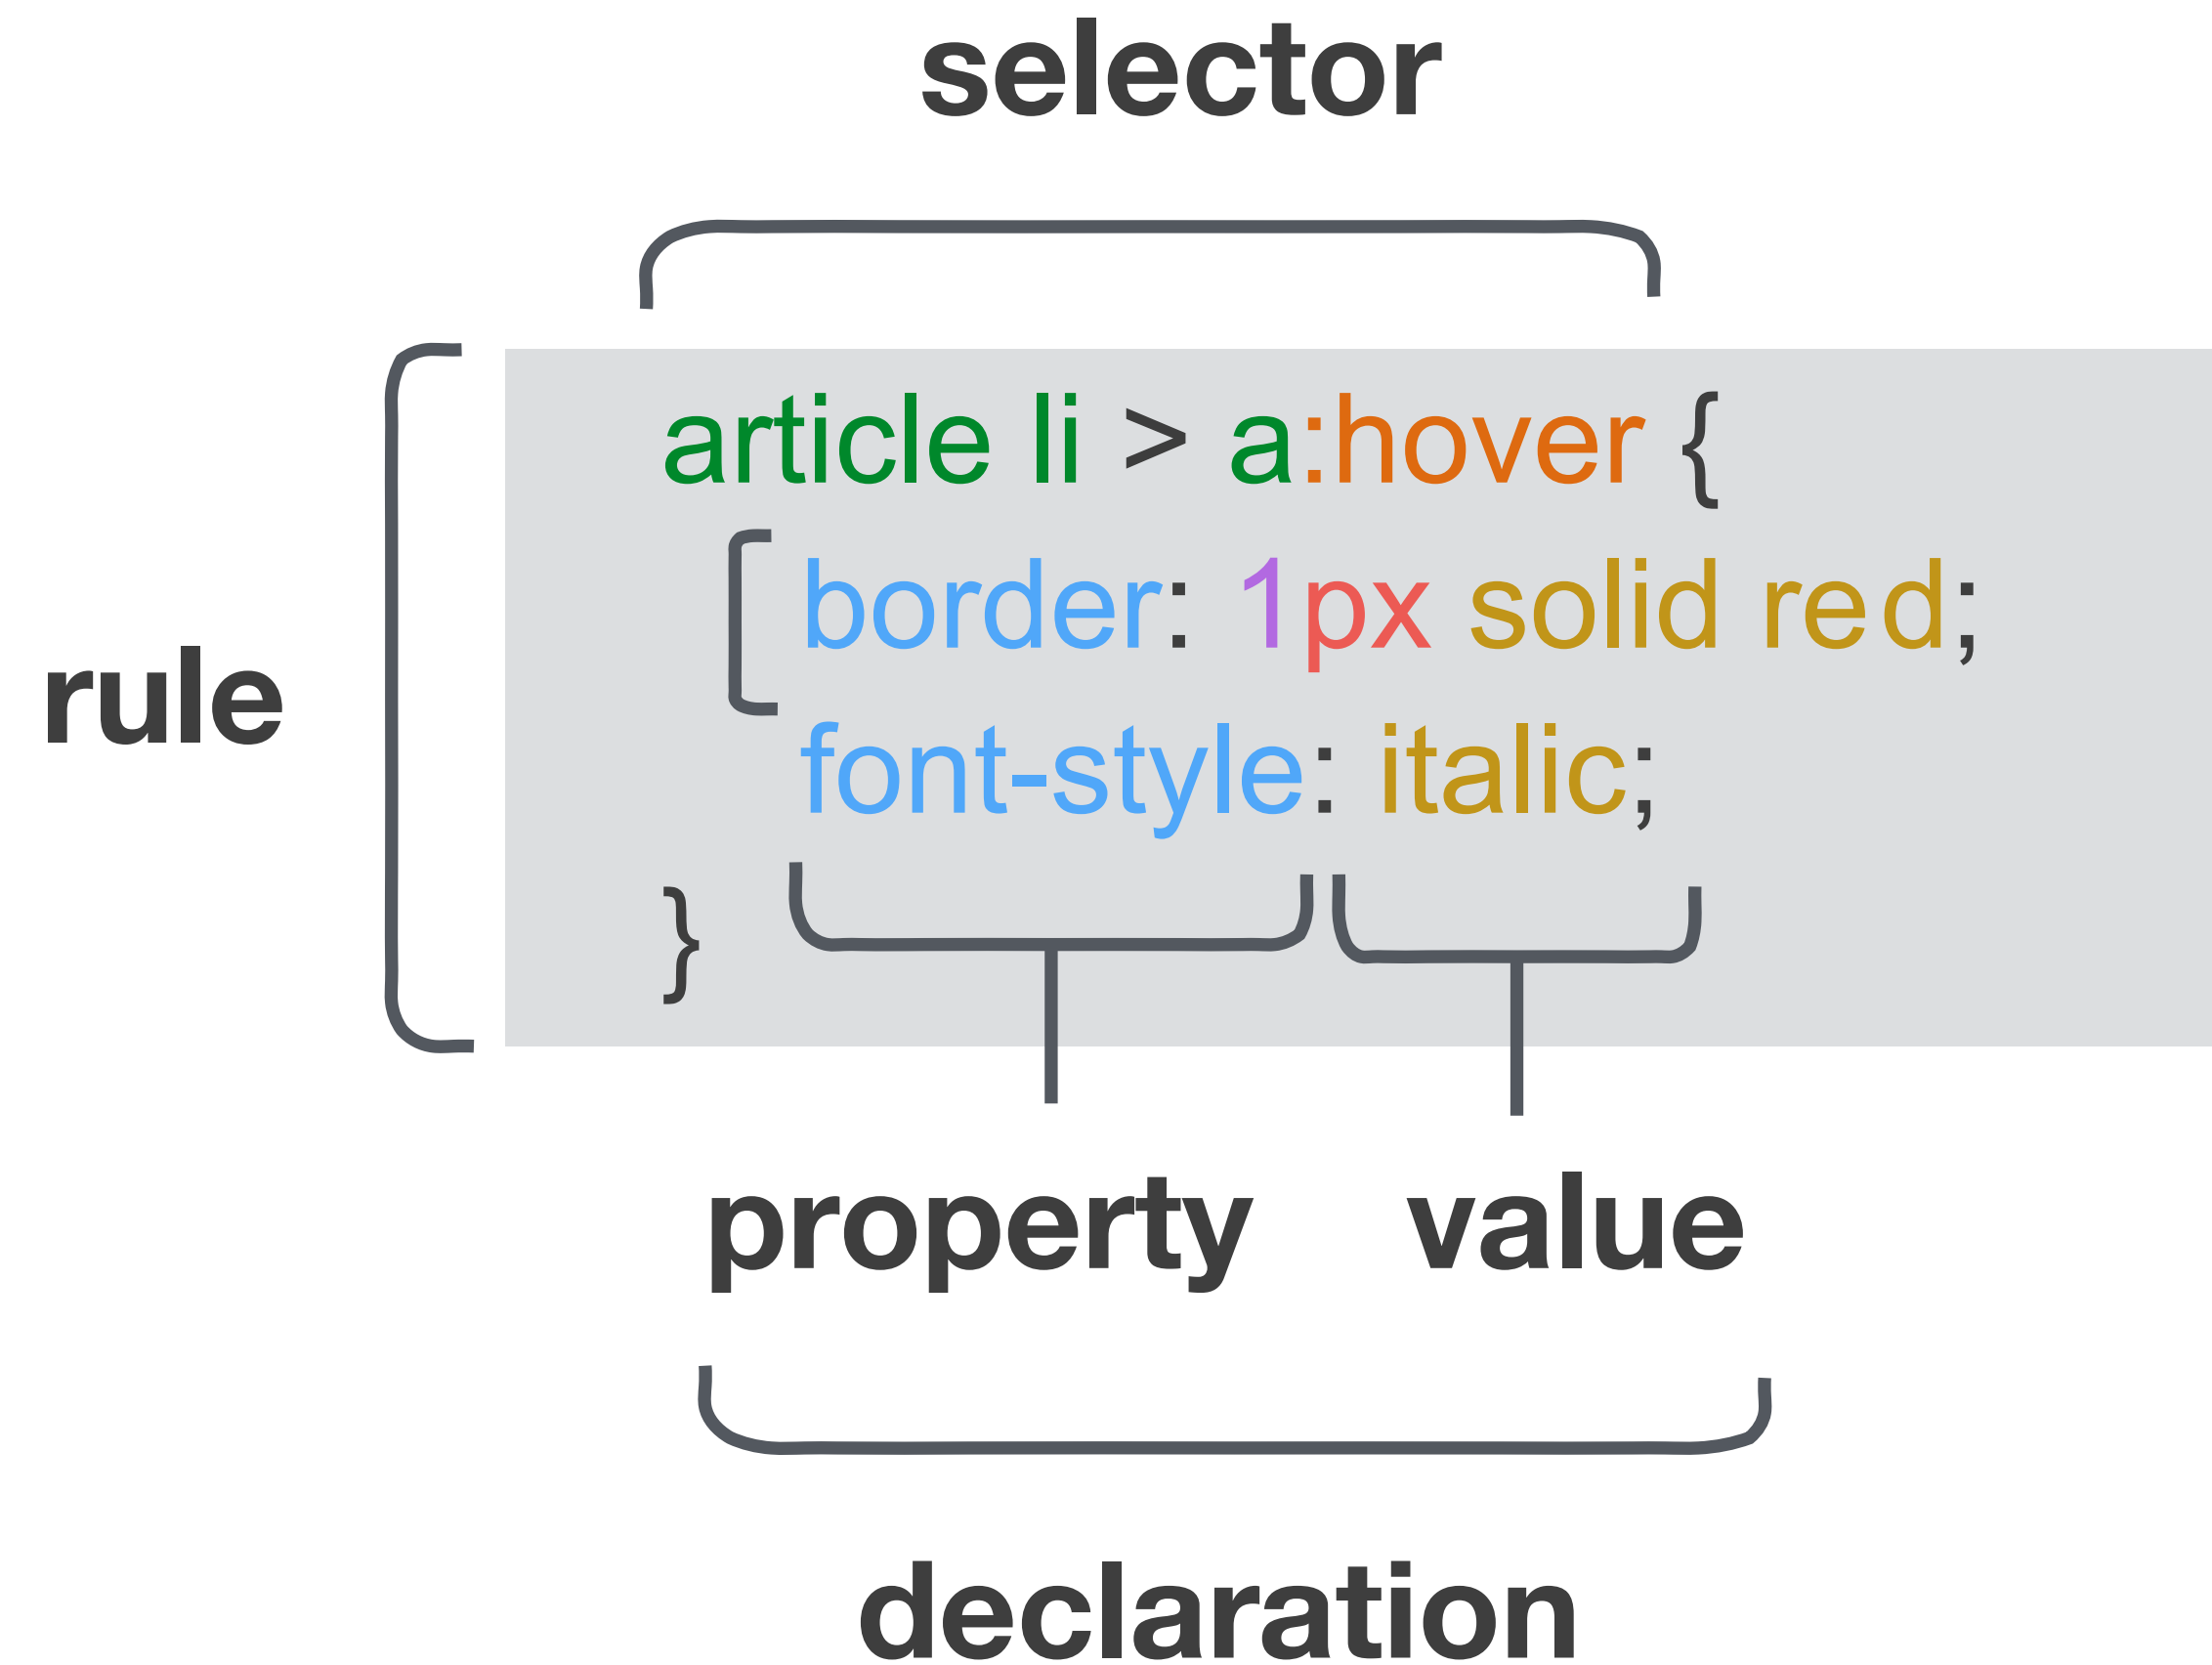 selector
article li > a:hover {
border: 1px solid red;
rule
font-style: italic;
}
property value
declaration